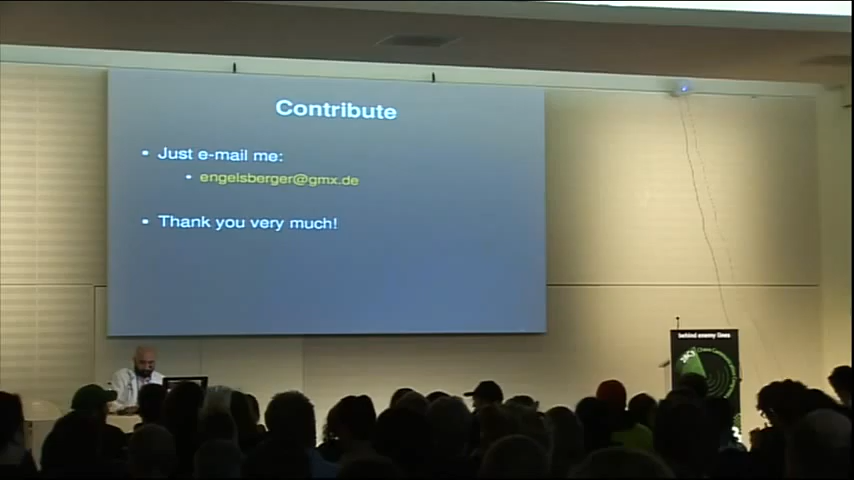 Contribute
• Just e-mail me:
• engelsberger@gmx.de
• Thank you very much!
behind enemy lines